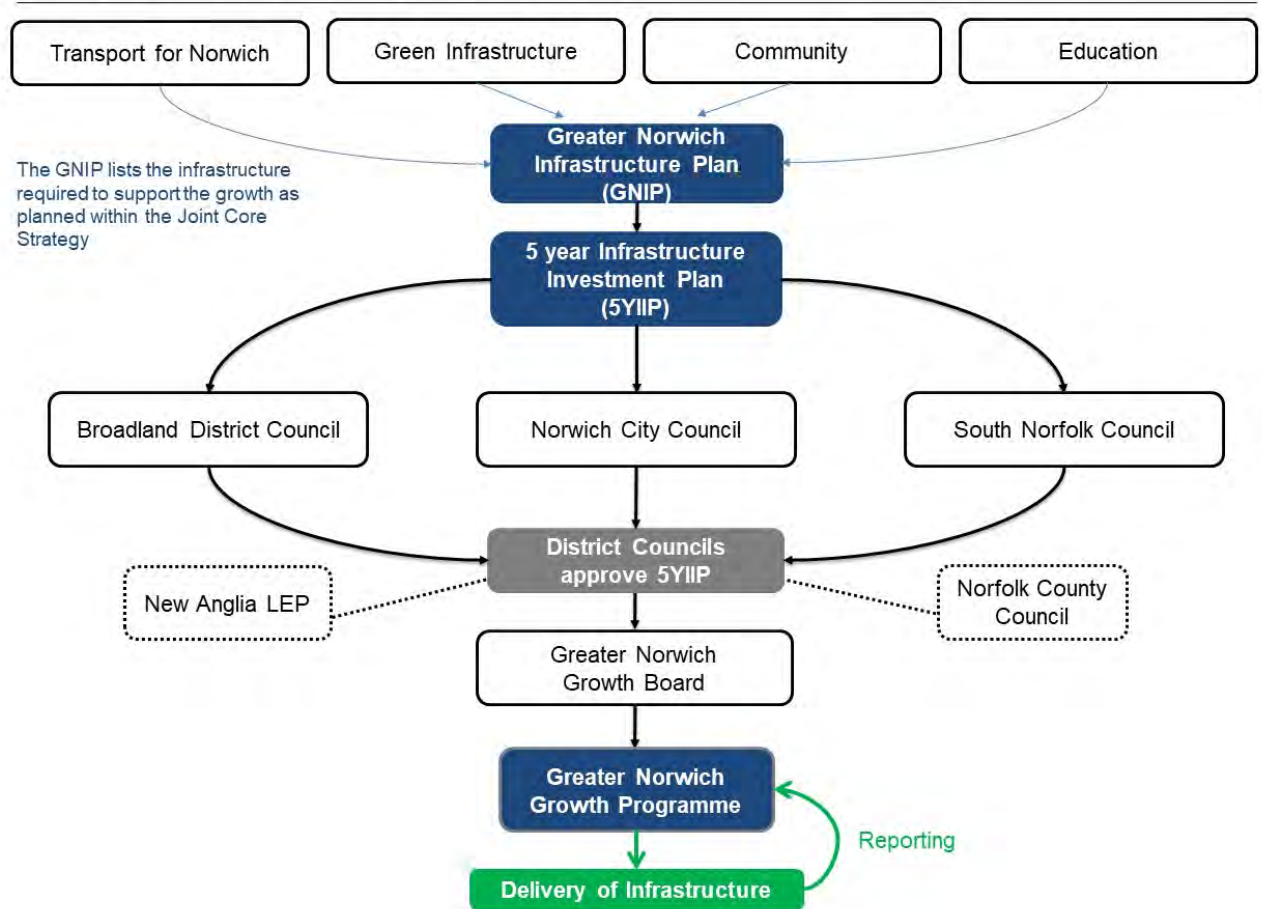 Transport for Norwich
Green Infrastructure
Community
Education
Greater Norwich
Infrastructure Plan
(GNIP)
The GNIP lists the infrastructure
required to support the growth as
planned within the Joint Core
Strategy
5 year Infrastructure
Investment Plan
(5YIIP)
Broadland District Council
Norwich City Council
South Norfolk Council
District Councils
approve 5YIIP
New Anglia LEP
Norfolk County
Council
Greater Norwich
Growth Board
Greater Norwich
Growth Programme
Reporting
Delivery of Infrastructure